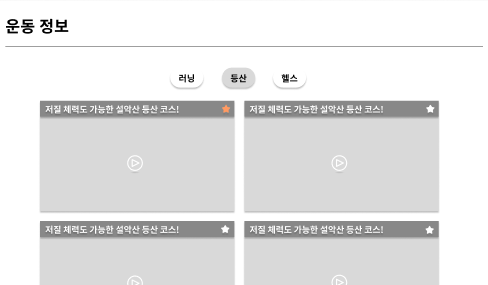 운동 정보
러닝 등산 헬스
저질 체력도 가능한 설악산 등산 코스! 저질 체력도 가능한 설악산 등산 코스!
저질 체력도 가능한 설악산 등산 코스! 저질 체력도 가능한 설악산 등산 코스!